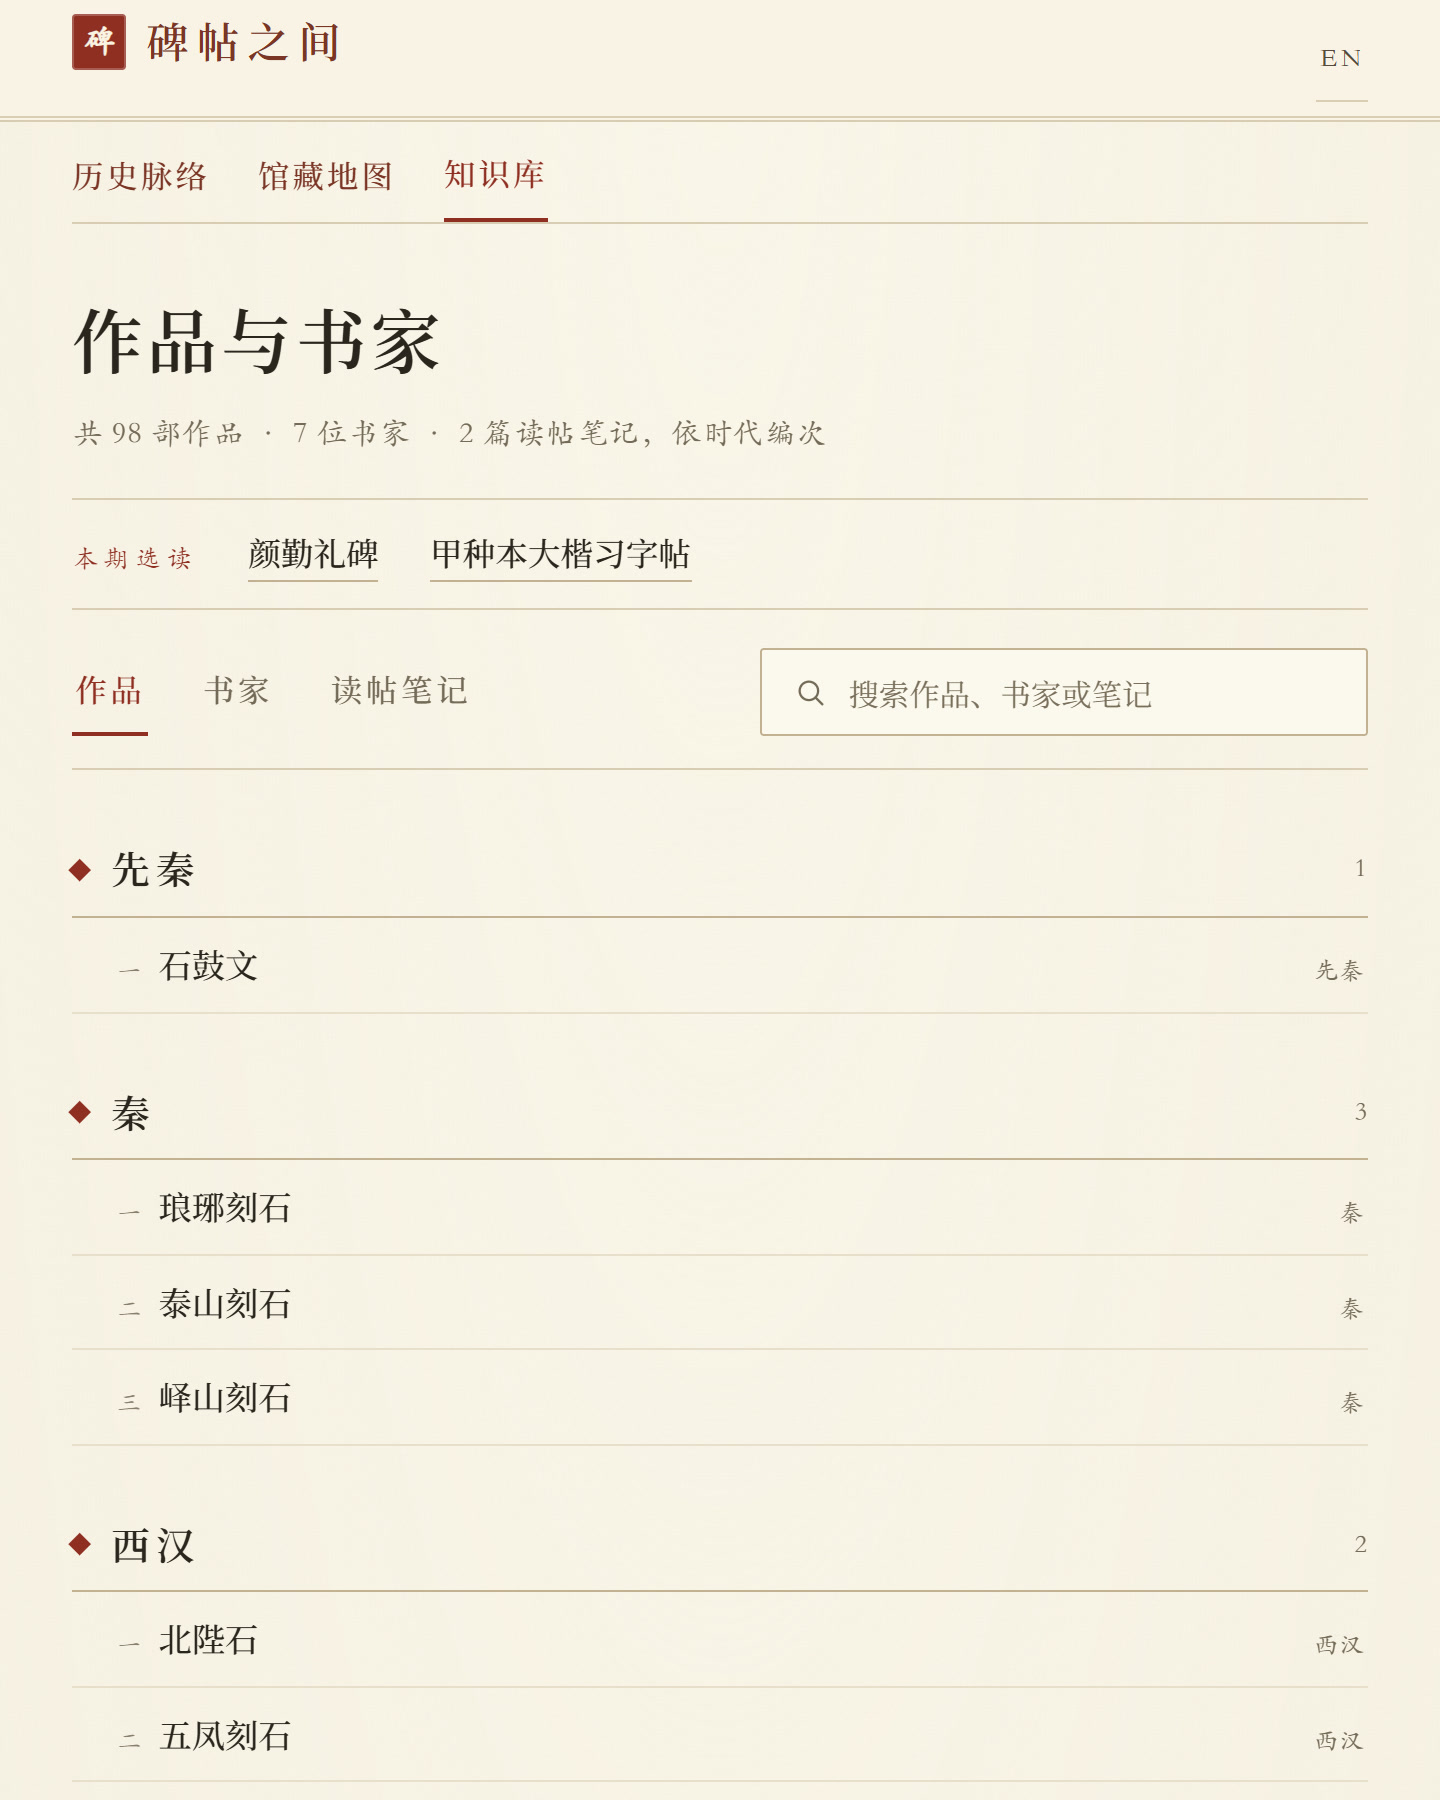 碑 碑帖之间
EN
历史脉络 馆藏地图 知识库
作品与书家
共 98 部作品 · 7 位书家 · 2 篇读帖笔记，依时代编次
本期选读 颜勤礼碑 甲种本大楷习字帖
作品 书家 读帖笔记 搜索作品、书家或笔记
先秦 1
一 石鼓文 先秦
秦 3
一 琅琊刻石 秦
二 泰山刻石 秦
三 峄山刻石 秦
西汉 2
一 北陛石 西汉
二 五凤刻石 西汉